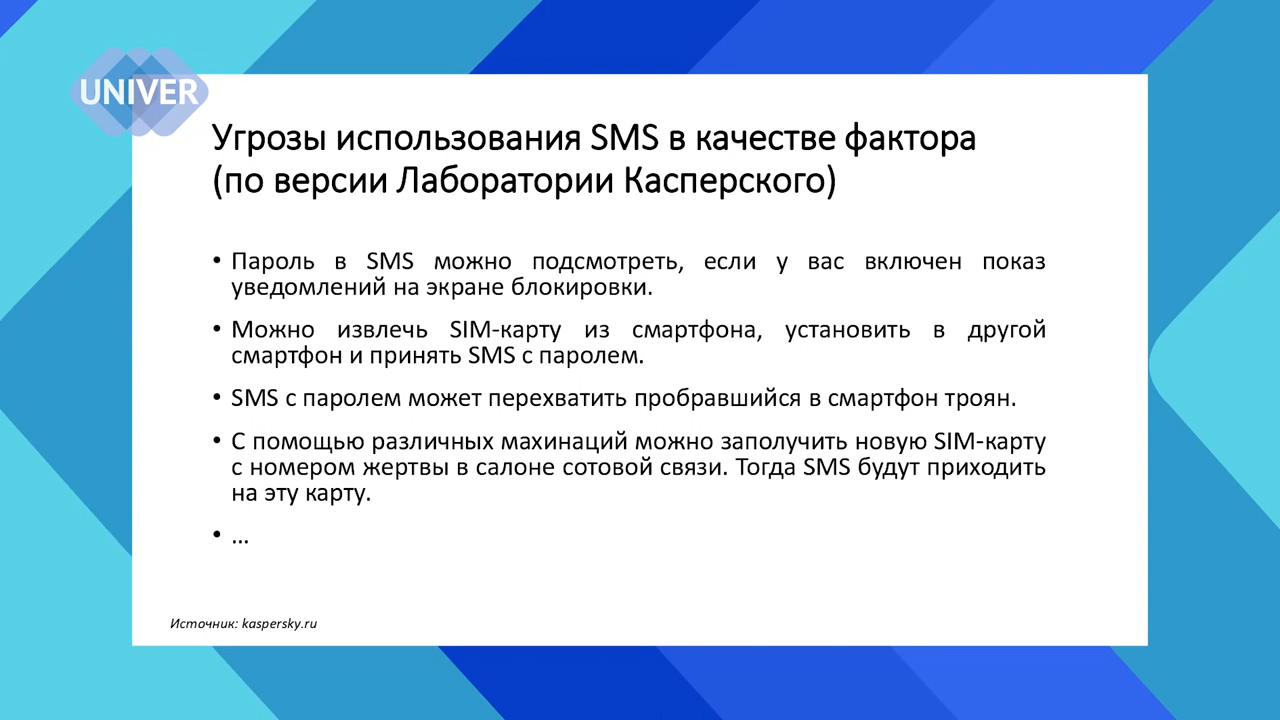 UNIVER
Угрозы использования SMS в качестве фактора
(по версии Лаборатории Касперского)
• Пароль в SMS можно подсмотреть, если у вас включен показ
уведомлений на экране блокировки.
• Можно извлечь SIM-карту из смартфона, установить в другой
смартфон и принять SMS с паролем.
• SMS с паролем может перехватить пробравшийся в смартфон троян.
• С помощью различных махинаций можно заполучить новую SIM-карту
с номером жертвы в салоне сотовой связи. Тогда SMS будут приходить
на эту карту.
• ...
Источник: kaspersky.ru